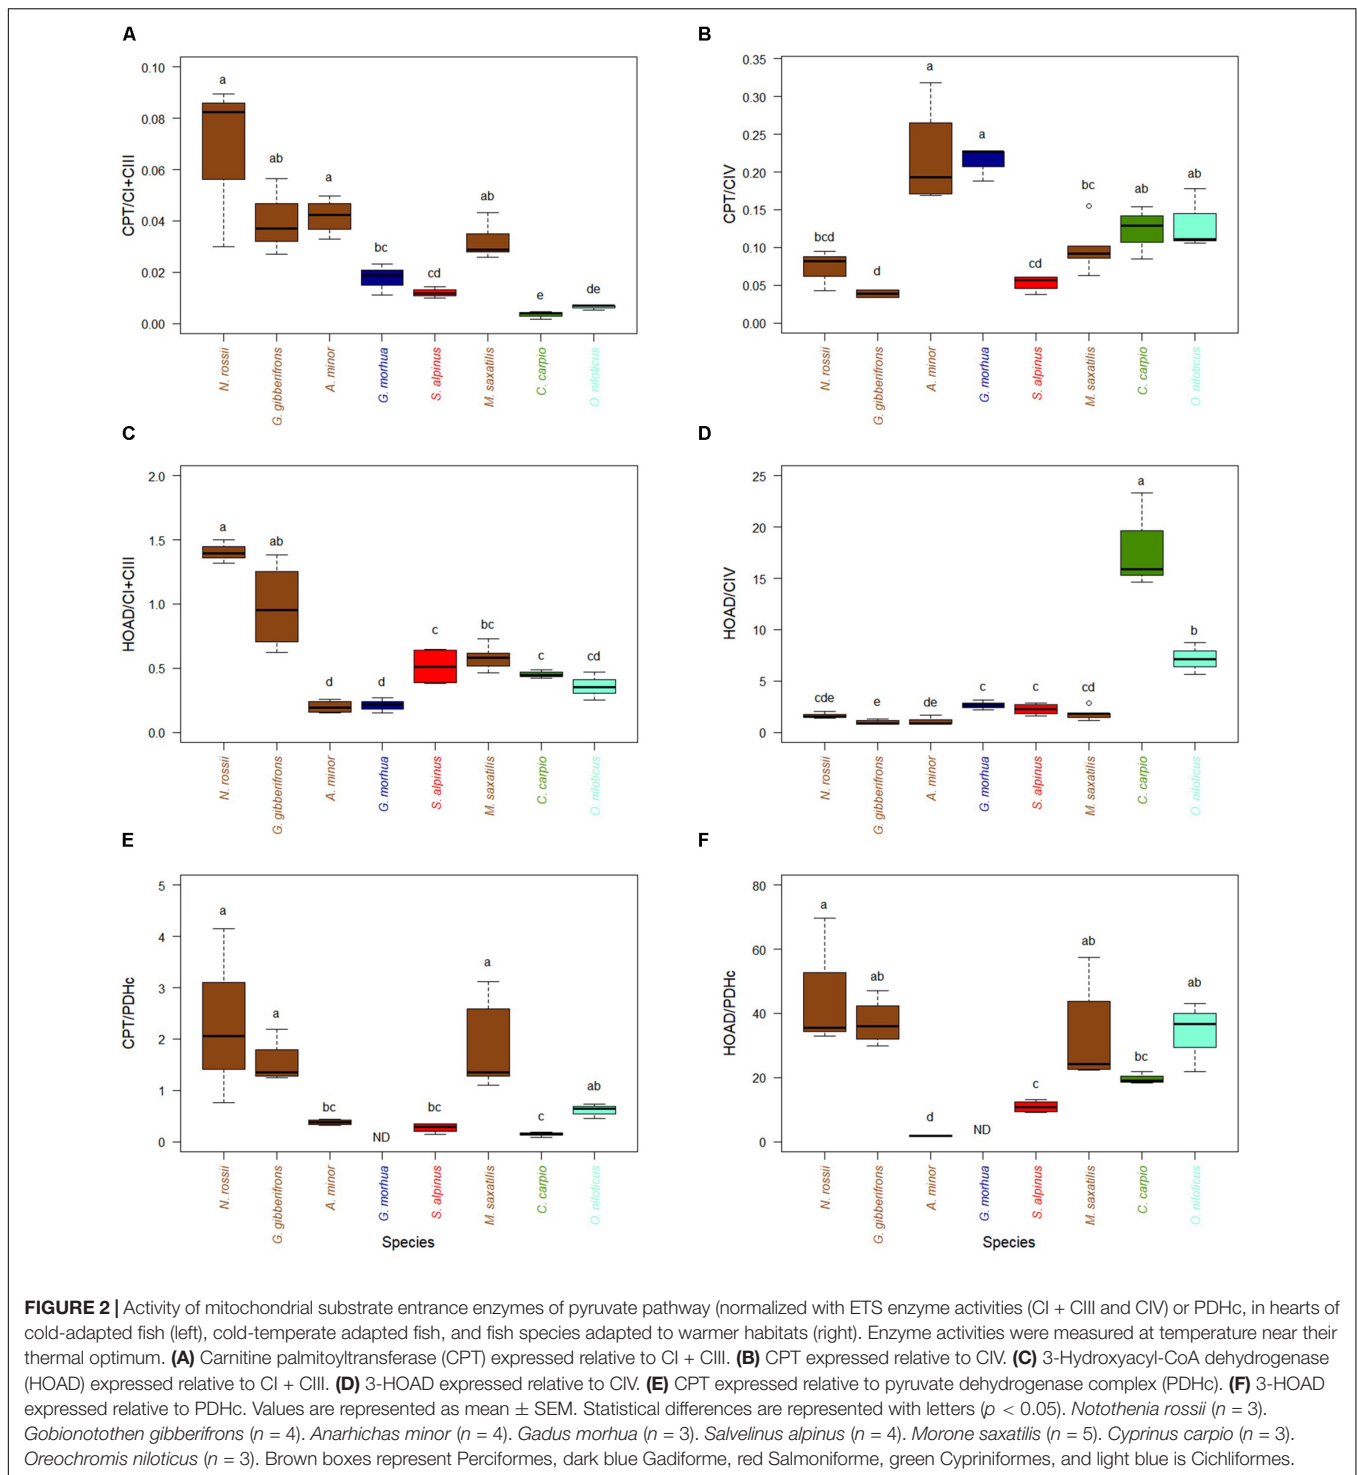 A
CPT/CI+CIII
0.10
0.08
0.06
0.04
0.02
0.00
a
ab
a
bc
cd
ab
e
de
N. rossii
G. gibberifrons
A. minor
G. morhua
S. alpinus
M. saxatilis
C. carpio
O. niloticus
B
CPT/CIV
0.35
0.30
0.25
0.20
0.15
0.10
0.05
0.00
bcd
d
a
a
cd
bc
ab
ab
N. rossii
G. gibberifrons
A. minor
G. morhua
S. alpinus
M. saxatilis
C. carpio
O. niloticus
C
HOAD/CI+CIII
2.0
1.5
1.0
0.5
0.0
a
ab
d
d
c
bc
c
cd
N. rossii
G. gibberifrons
A. minor
G. morhua
S. alpinus
M. saxatilis
C. carpio
O. niloticus
D
HOAD/CIV
25
20
15
10
5
0
cde
e
de
c
c
cd
a
b
N. rossii
G. gibberifrons
A. minor
G. morhua
S. alpinus
M. saxatilis
C. carpio
O. niloticus
E
CPT/PDHc
5
4
3
2
1
0
a
a
bc
ND
bc
a
c
ab
N. rossii
G. gibberifrons
A. minor
G. morhua
S. alpinus
M. saxatilis
C. carpio
O. niloticus
Species
F
HOAD/PDHc
80
60
40
20
0
a
ab
d
ND
c
ab
bc
ab
N. rossii
G. gibberifrons
A. minor
G. morhua
S. alpinus
M. saxatilis
C. carpio
O. niloticus
Species
FIGURE 2 | Activity of mitochondrial substrate entrance enzymes of pyruvate pathway (normalized with ETS enzyme activities (CI + CIII and CIV) or PDHc, in hearts of
cold-adapted fish (left), cold-temperate adapted fish, and fish species adapted to warmer habitats (right). Enzyme activities were measured at temperature near their
thermal optimum. (A) Carnitine palmitoyltransferase (CPT) expressed relative to CI + CIII. (B) CPT expressed relative to CIV. (C) 3-Hydroxyacyl-CoA dehydrogenase
(HOAD) expressed relative to CI + CIII. (D) 3-HOAD expressed relative to CIV. (E) CPT expressed relative to pyruvate dehydrogenase complex (PDHc). (F) 3-HOAD
expressed relative to PDHc. Values are represented as mean ± SEM. Statistical differences are represented with letters (p < 0.05). Notothenia rossii (n = 3).
Gobionotothen gibberifrons (n = 4). Anarhichas minor (n = 4). Gadus morhua (n = 3). Salvelinus alpinus (n = 4). Morone saxatilis (n = 5). Cyprinus carpio (n = 3).
Oreochromis niloticus (n = 3). Brown boxes represent Perciformes, dark blue Gadiforme, red Salmoniforme, green Cypriniformes, and light blue is Cichliformes.